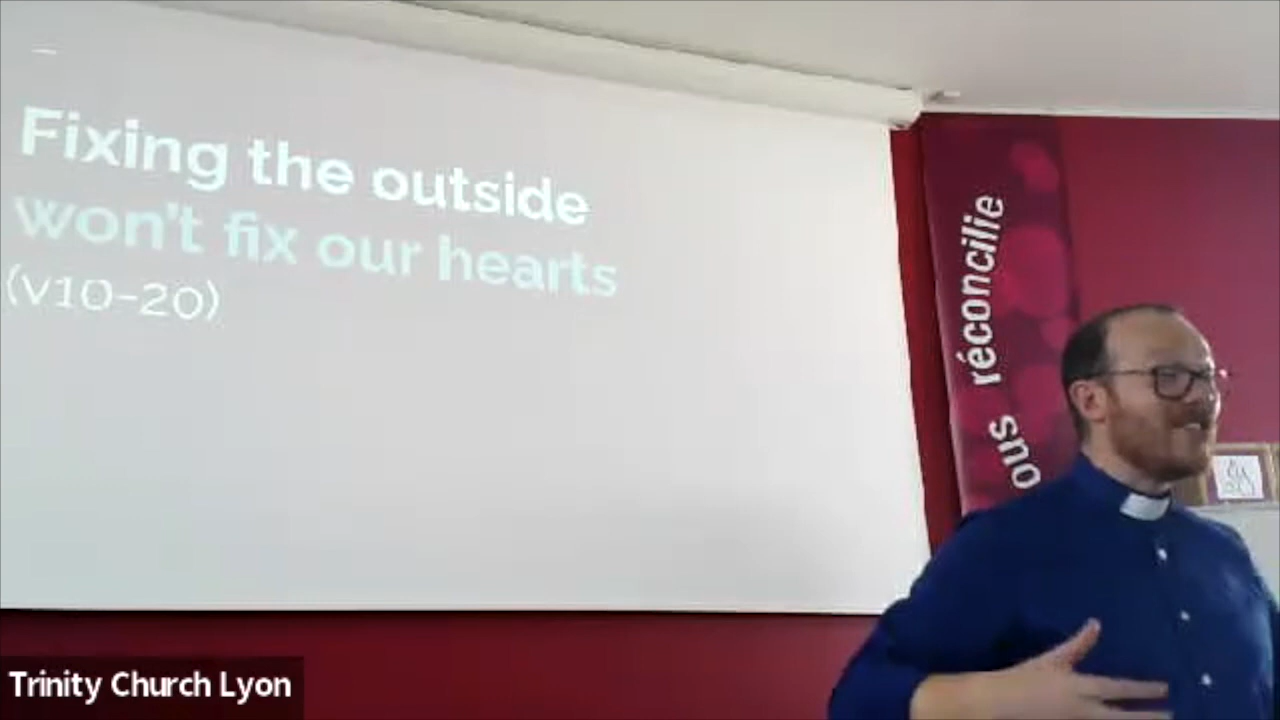 Fixing the outside
won't fix our hearts
(v10-20)
réconcilie
ous
Trinity Church Lyon